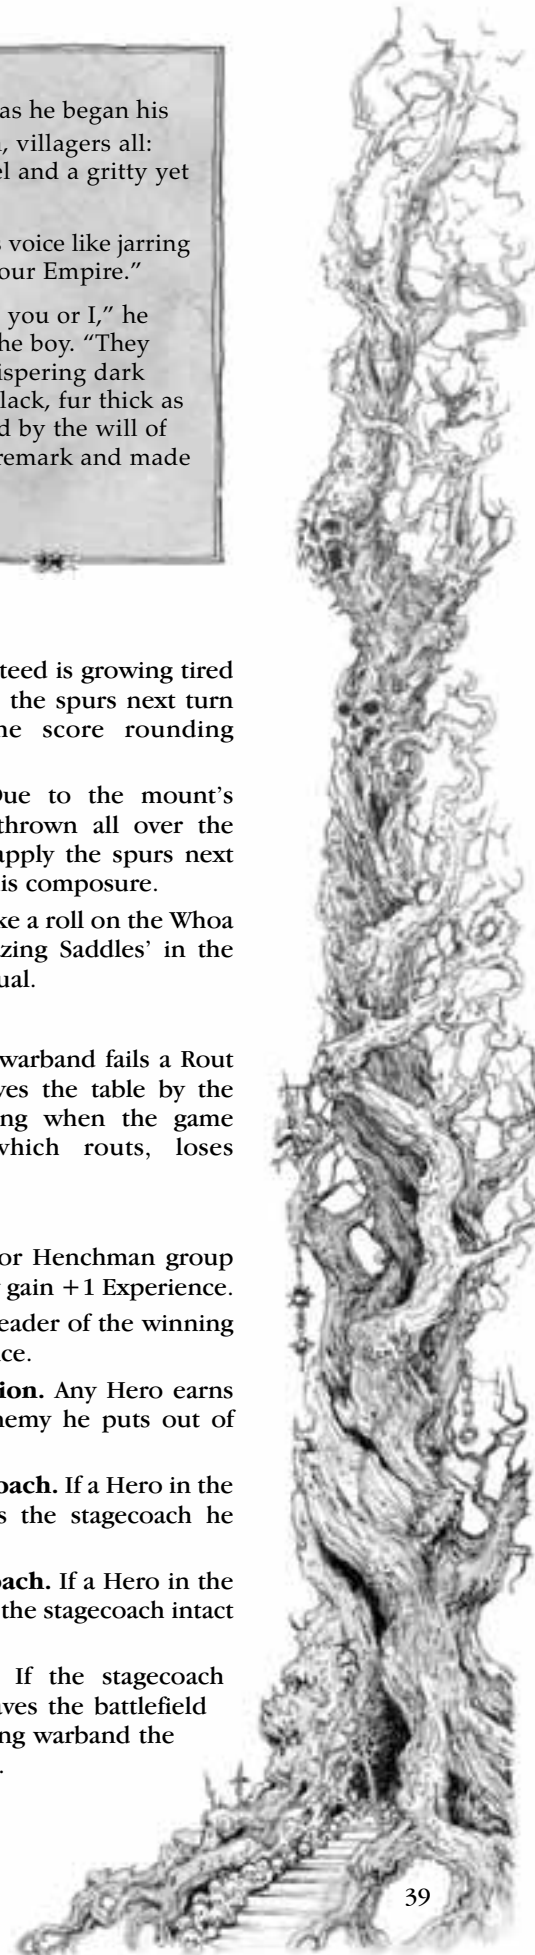 as he began his
, villagers all:
el and a gritty yet
s voice like jarring
our Empire.”
you or I,” he
he boy. “They
ispering dark
lack, fur thick as
d by the will of
remark and made
teed is growing tired
the spurs next turn
ne score rounding
Due to the mount's
thrown all over the
apply the spurs next
is composure.
ke a roll on the Whoa
zing Saddles' in the
ual.
warband fails a Rout
ves the table by the
ng when the game
which routs, loses
or Henchman group
gain +1 Experience.
eader of the winning
ce.
ion. Any Hero earns
nemy he puts out of
oach. If a Hero in the
s the stagecoach he
ach. If a Hero in the
the stagecoach intact
If the stagecoach
aves the battlefield
ng warband the
.
39